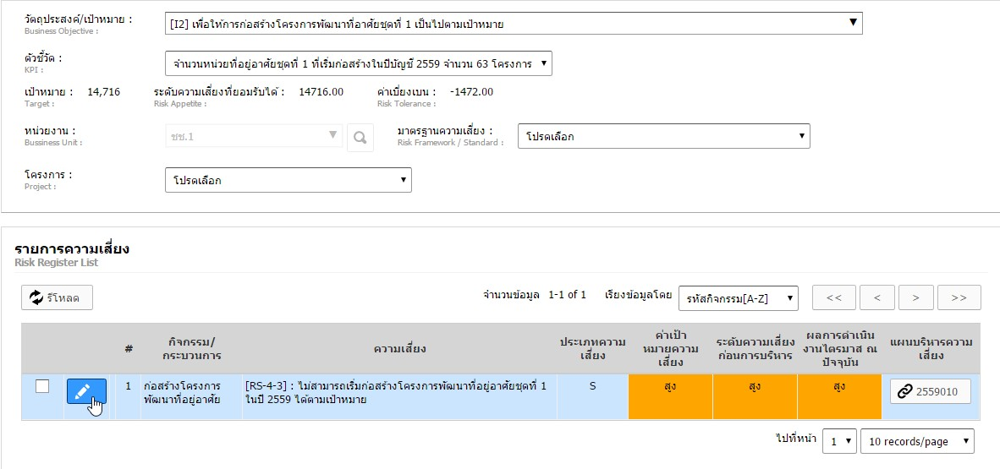 วัตถุประสงค์/เป้าหมาย : [I2] เพื่อให้การก่อสร้างโครงการพัฒนาที่อาศัยชุดที่ 1 เป็นไปตามเป้าหมาย
Business Objective :
ตัวชี้วัด : จำนวนหน่วยที่อยู่อาศัยชุดที่ 1 ที่เริ่มก่อสร้างในปีบัญชี 2559 จำนวน 63 โครงการ
KPI :
เป้าหมาย : 14,716 ระดับความเสี่ยงที่ยอมรับได้ : 14716.00 ค่าเบี่ยงเบน : -1472.00
Target : Risk Appetite : Risk Tolerance :
หน่วยงาน : ชช.1 มาตรฐานความเสี่ยง : โปรดเลือก
Bussiness Unit : Risk Framework / Standard :
โครงการ : โปรดเลือก
Project :
รายการความเสี่ยง
Risk Register List
รีโหลด จำนวนข้อมูล 1-1 of 1 เรียงข้อมูลโดย รหัสกิจกรรม[A-Z] << < > >>
# กิจกรรม/
กระบวนการ
ความเสี่ยง
ประเภทความ
เสี่ยง
ค่าเป้า
หมายความ
เสี่ยง
ระดับความเสี่ยง
ก่อนการบริหาร
ผลการดำเนิน
งานไตรมาส ณ
ปัจจุบัน
แผนบริหารความ
เสี่ยง
1 ก่อสร้างโครงการ
พัฒนาที่อยู่อาศัย
[RS-4-3] : ไม่สามารถเริ่มก่อสร้างโครงการพัฒนาที่อยู่อาศัยชุดที่ 1
ในปี 2559 ได้ตามเป้าหมาย
S สูง สูง สูง 2559010
ไปที่หน้า 1 10 records/page